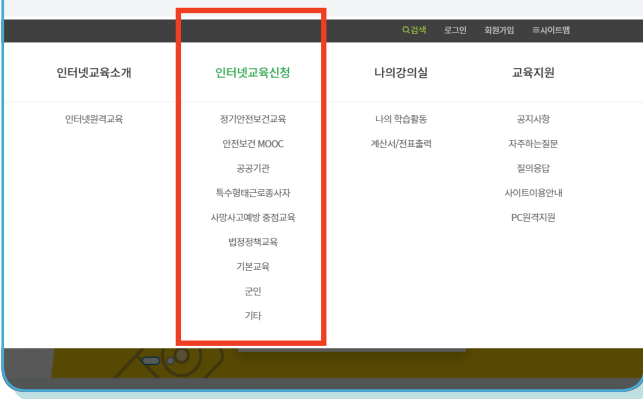 검색 로그인 회원가입 사이트맵
인터넷교육소개 인터넷교육신청 나의강의실 교육지원
인터넷원격교육 정기안전보건교육 나의 학습활동 공지사항
안전보건 MOOC 계산서/전표출력 자주하는질문
공공기관 질의응답
특수형태근로종사자 사이트이용안내
사망사고예방 중점교육 PC원격지원
법정정책교육
기본교육
군인
기타